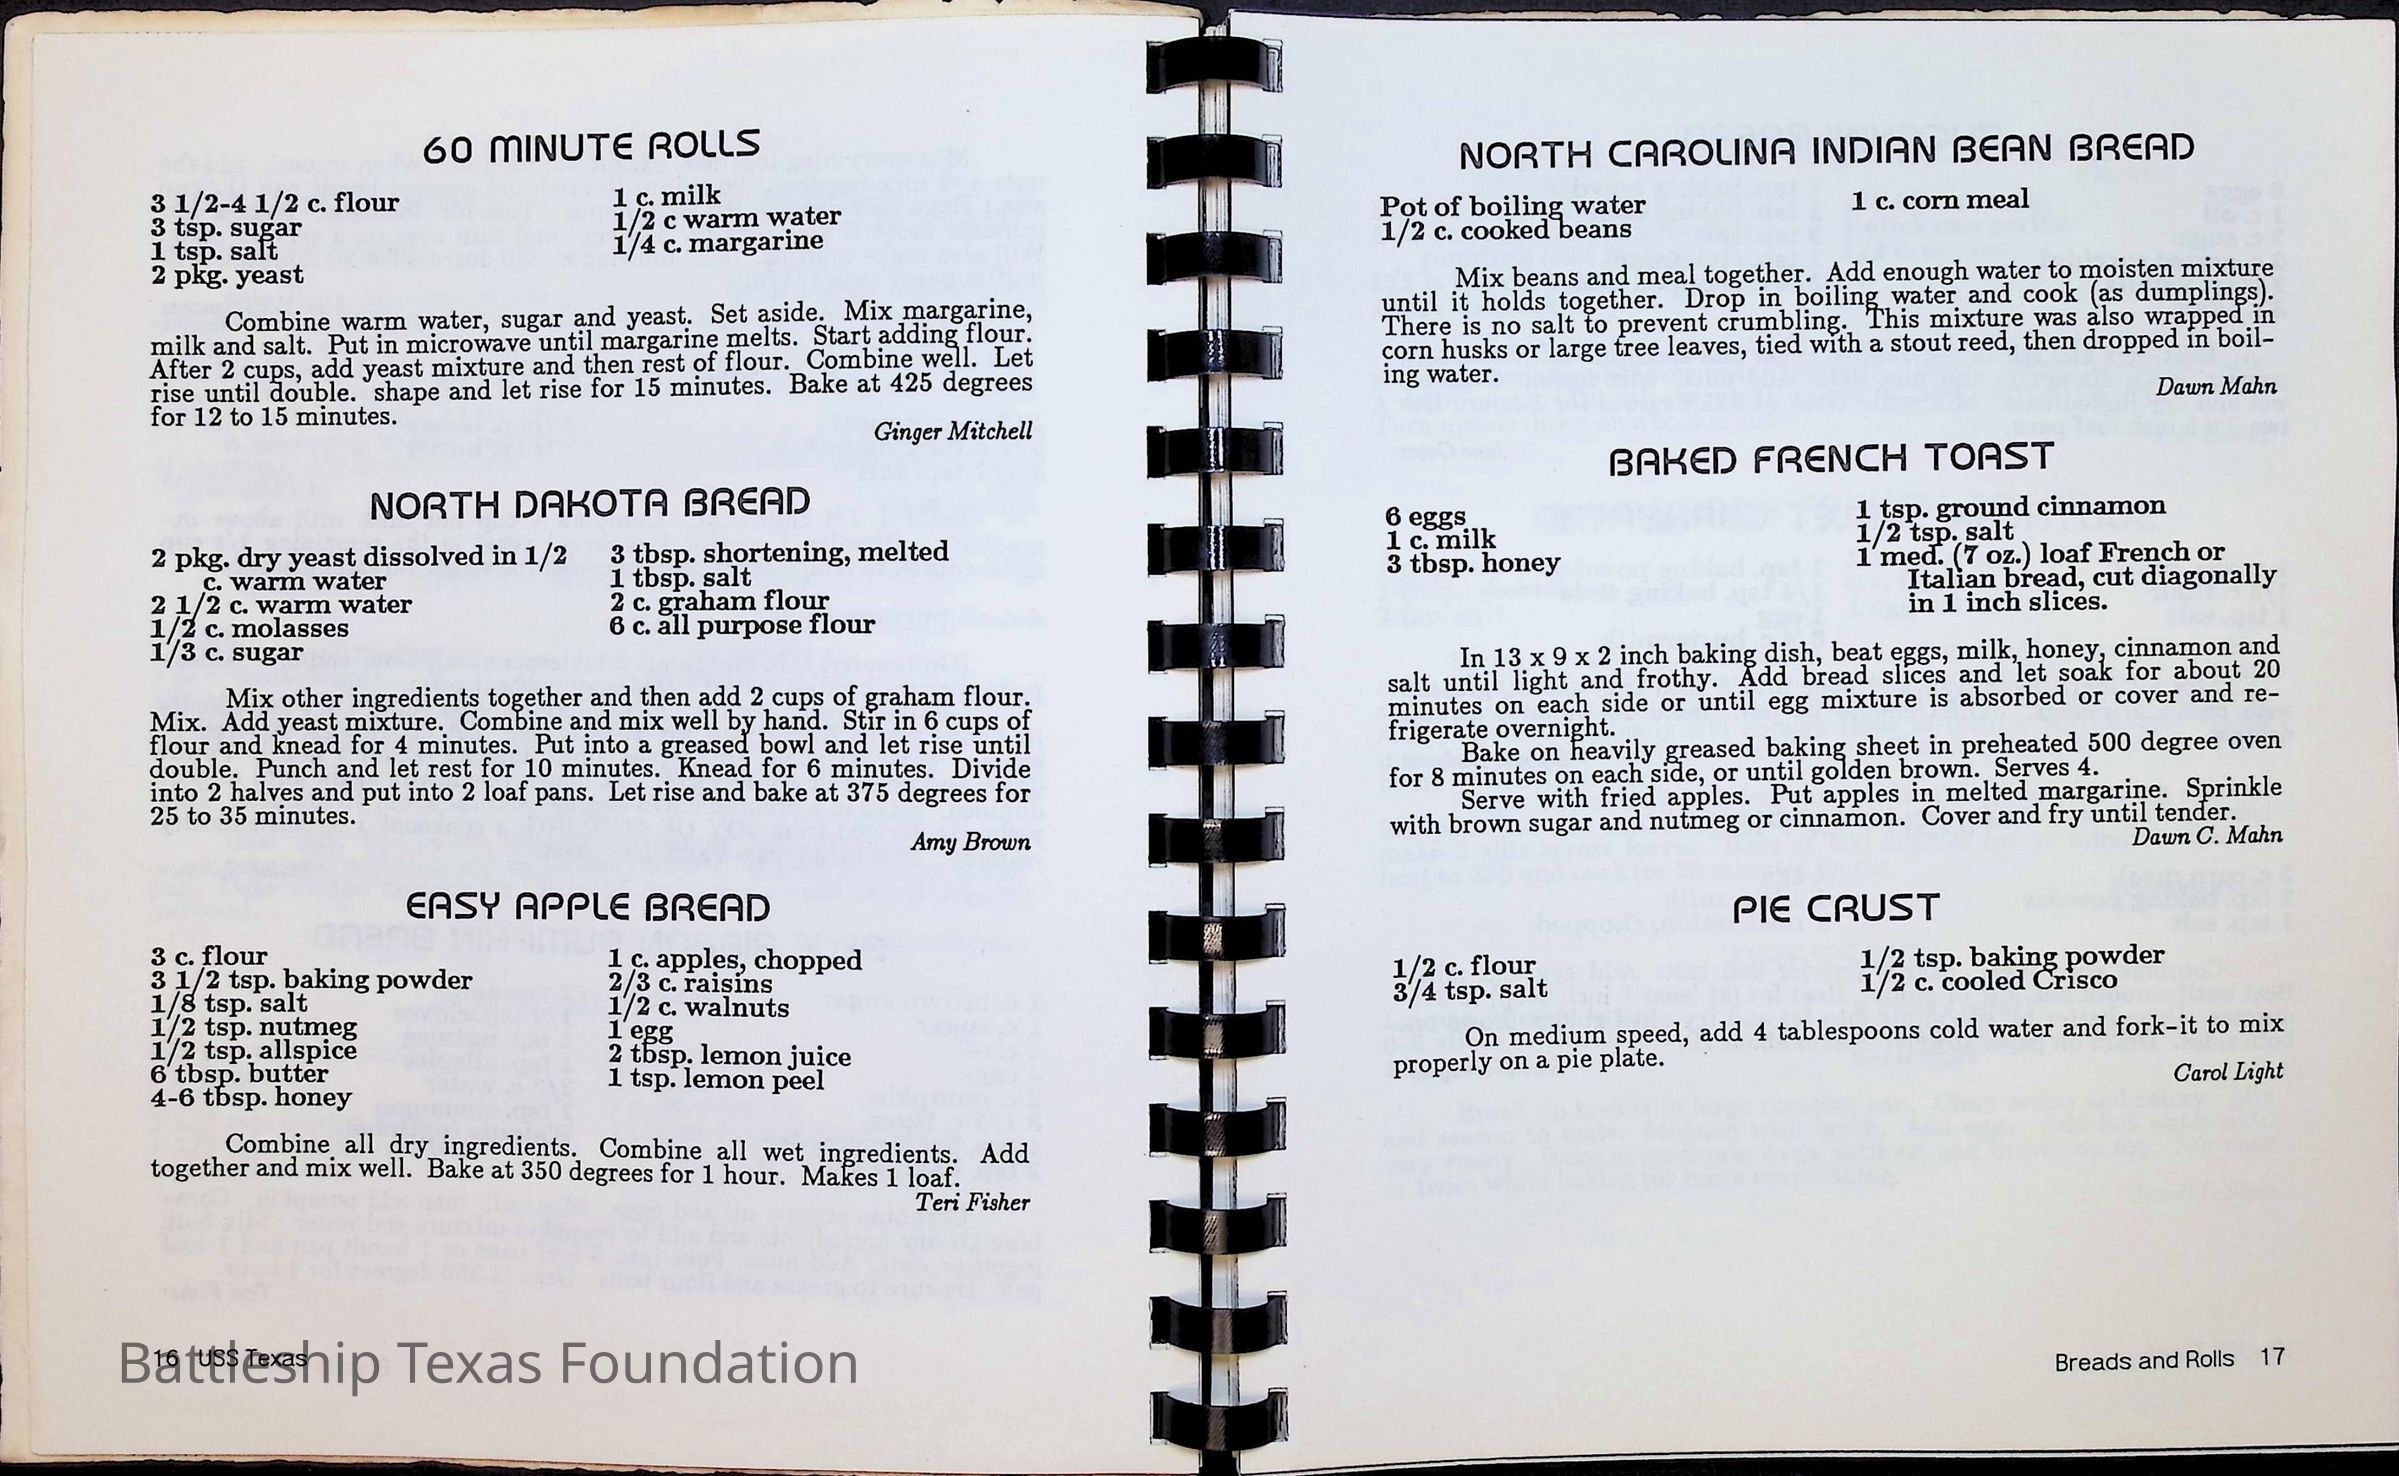 60 MINUTE ROLLS
3 1/2-4 1/2 c. flour
3 tsp. sugar
1 tsp. salt
2 pkg. yeast
1 c. milk
1/2 c warm water
1/4 c. margarine
Combine warm water, sugar and yeast. Set aside. Mix margarine,
milk and salt. Put in microwave until margarine melts. Start adding flour.
After 2 cups, add yeast mixture and then rest of flour. Combine well. Let
rise until double. shape and let rise for 15 minutes. Bake at 425 degrees
for 12 to 15 minutes.
Ginger Mitchell
NORTH DAKOTA BREAD
2 pkg. dry yeast dissolved in 1/2
c. warm water
2 1/2 c. warm water
1/2 c. molasses
1/3 c. sugar
3 tbsp. shortening, melted
1 tbsp. salt
2 c. graham flour
6 c. all purpose flour
Mix other ingredients together and then add 2 cups of graham flour.
Mix. Add yeast mixture. Combine and mix well by hand. Stir in 6 cups of
flour and knead for 4 minutes. Put into a greased bowl and let rise until
double. Punch and let rest for 10 minutes. Knead for 6 minutes. Divide
into 2 halves and put into 2 loaf pans. Let rise and bake at 375 degrees for
25 to 35 minutes.
Amy Brown
EASY APPLE BREAD
3 c. flour
3 1/2 tsp. baking powder
1/8 tsp. salt
1/2 tsp. nutmeg
1/2 tsp. allspice
6 tbsp. butter
4-6 tbsp. honey
1 c. apples, chopped
2/3 c. raisins
1/2 c. walnuts
1 egg
2 tbsp. lemon juice
1 tsp. lemon peel
Combine all dry ingredients. Combine all wet ingredients. Add
together and mix well. Bake at 350 degrees for 1 hour. Makes 1 loaf.
Teri Fisher
16 USS Texas
Battleship Texas Foundation
NORTH CAROLINA INDIAN BEAN BREAD
Pot of boiling water
1/2 c. cooked beans
1 c. corn meal
Mix beans and meal together. Add enough water to moisten mixture
until it holds together. Drop in boiling water and cook (as dumplings).
There is no salt to prevent crumbling. This mixture was also wrapped in
corn husks or large tree leaves, tied with a stout reed, then dropped in boil-
ing water.
Dawn Mahn
BAKED FRENCH TOAST
6 eggs
1 c. milk
3 tbsp. honey
1 tsp. ground cinnamon
1/2 tsp. salt
1 med. (7 oz.) loaf French or
Italian bread, cut diagonally
in 1 inch slices.
In 13 x 9 x 2 inch baking dish, beat eggs, milk, honey, cinnamon and
salt until light and frothy. Add bread slices and let soak for about 20
minutes on each side or until egg mixture is absorbed or cover and re-
frigerate overnight.
Bake on heavily greased baking sheet in preheated 500 degree oven
for 8 minutes on each side, or until golden brown. Serves 4.
Serve with fried apples. Put apples in melted margarine. Sprinkle
with brown sugar and nutmeg or cinnamon. Cover and fry until tender.
Dawn C. Mahn
PIE CRUST
1/2 c. flour
3/4 tsp. salt
1/2 tsp. baking powder
1/2 c. cooled Crisco
On medium speed, add 4 tablespoons cold water and fork-it to mix
properly on a pie plate.
Carol Light
Breads and Rolls 17